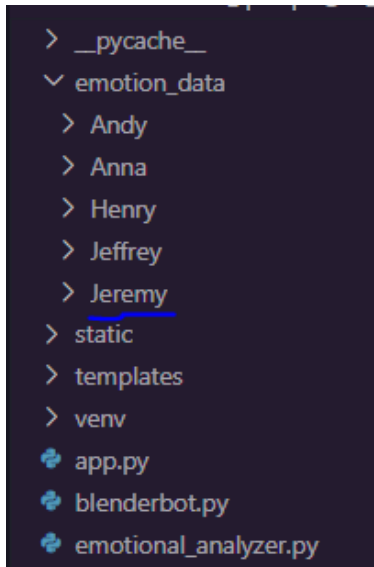 __pycache__
emotion_data
Andy
Anna
Henry
Jeffrey
Jeremy
static
templates
venv
app.py
blenderbot.py
emotional_analyzer.py